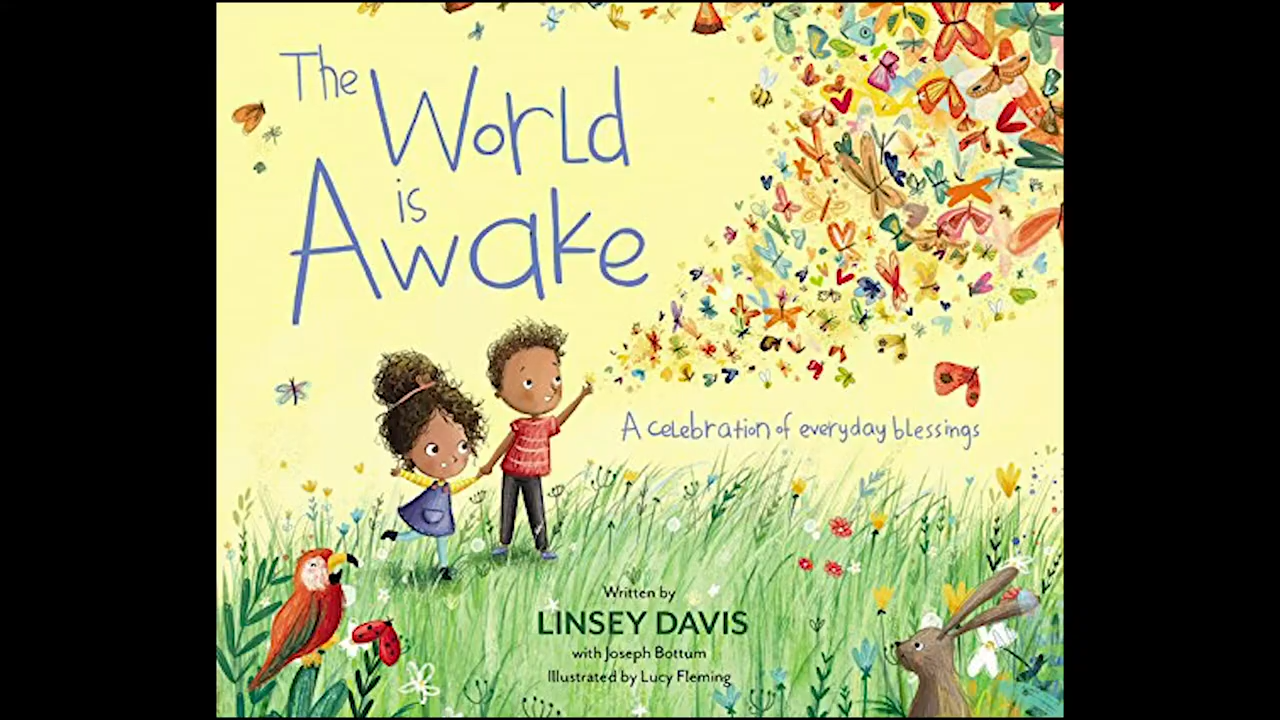 The
World
is
Awake
A celebration of everyday blessings
Written by
LINSEY DAVIS
with Joseph Bottum
Illustrated by Lucy Fleming